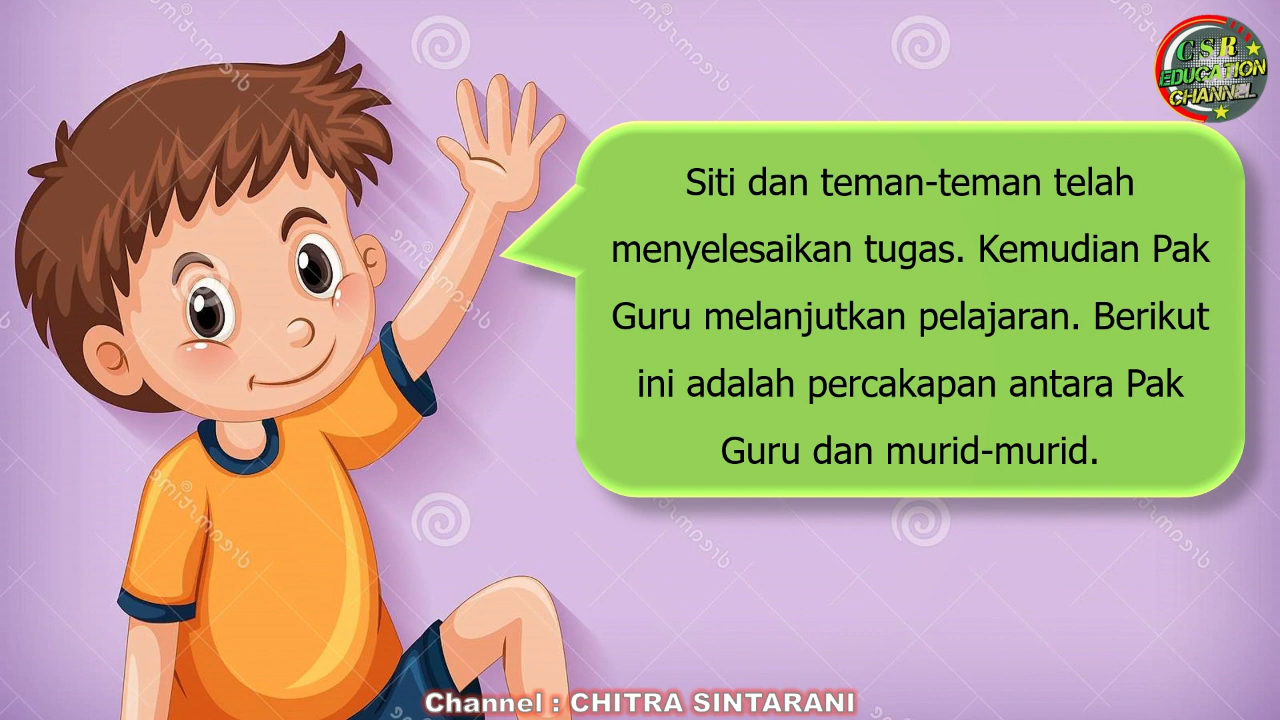 CSR
EDUCATION
CHANNEL
Siti dan teman-teman telah
menyelesaikan tugas. Kemudian Pak
Guru melanjutkan pelajaran. Berikut
ini adalah percakapan antara Pak
Guru dan murid-murid.
Channel : CHITRA SINTARANI